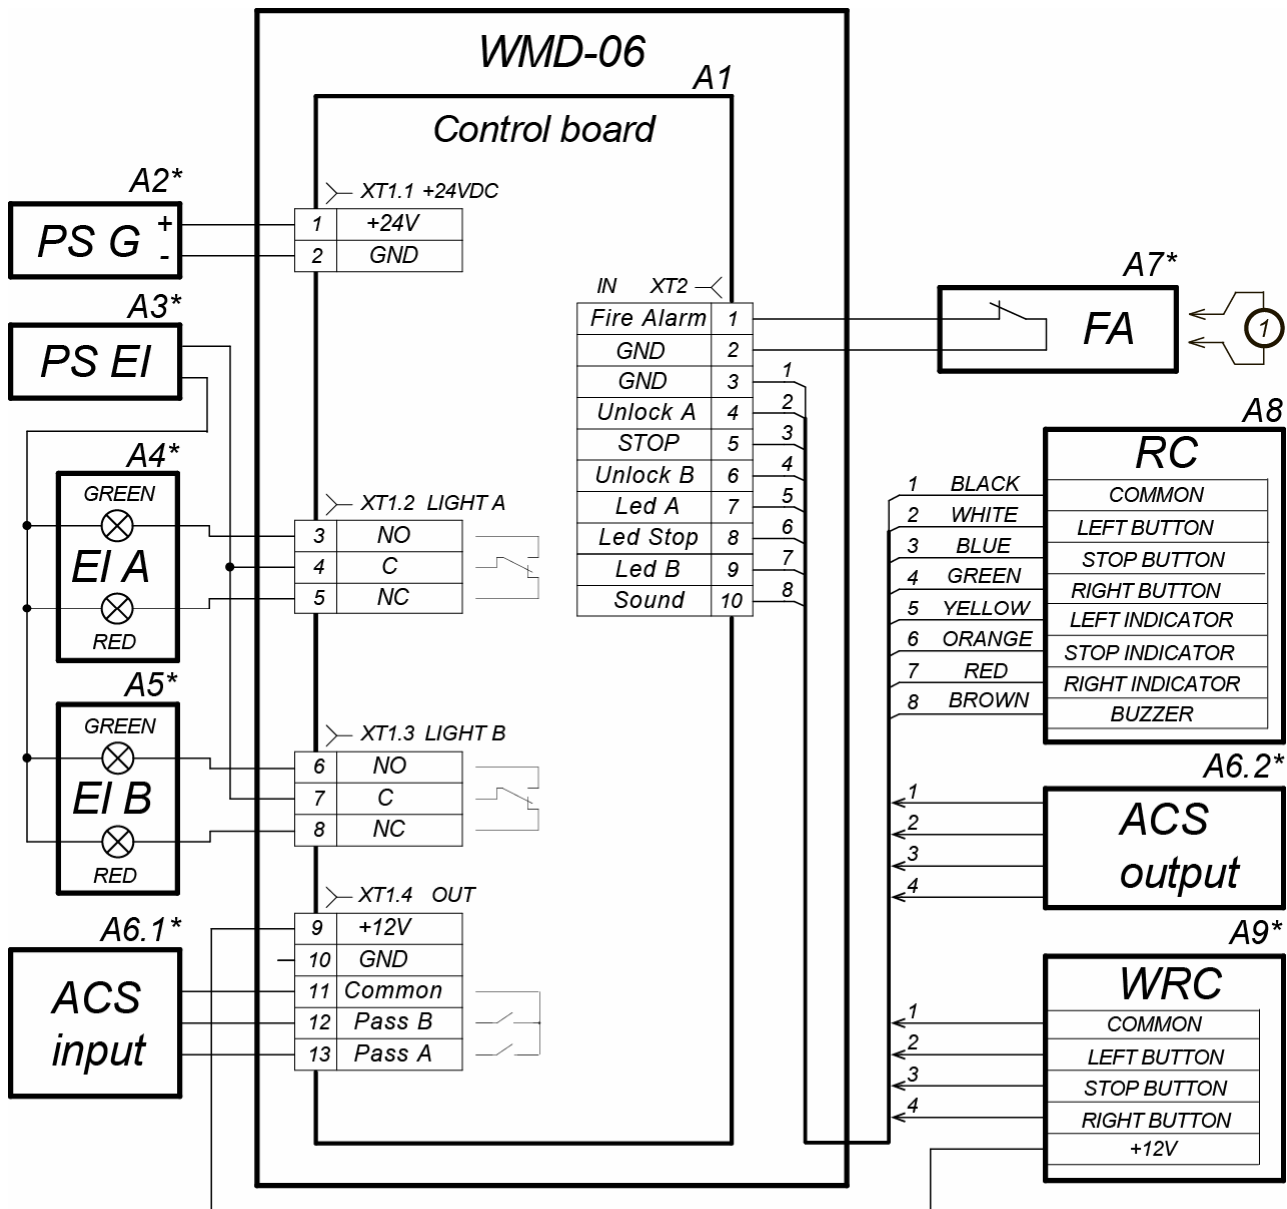 WMD-06
A1
Control board
A2*
PS G + -
XT1.1 +24VDC
1 +24V
2 GND
A3*
PS EI
A4*
GREEN
EI A
RED
XT1.2 LIGHT A
3 NO
4 C
5 NC
A5*
GREEN
EI B
RED
XT1.3 LIGHT B
6 NO
7 C
8 NC
A6.1*
ACS
input
XT1.4 OUT
9 +12V
10 GND
11 Common
12 Pass B
13 Pass A
IN XT2
Fire Alarm 1
GND 2
GND 3 1
Unlock A 4 2
STOP 5 3
Unlock B 6 4
Led A 7 5
Led Stop 8 6
Led B 9 7
Sound 10 8
A7*
FA
1
A8
RC
1 BLACK COMMON
2 WHITE LEFT BUTTON
3 BLUE STOP BUTTON
4 GREEN RIGHT BUTTON
5 YELLOW LEFT INDICATOR
6 ORANGE STOP INDICATOR
7 RED RIGHT INDICATOR
8 BROWN BUZZER
A6.2*
ACS
output
1
2
3
4
A9*
WRC
1 COMMON
2 LEFT BUTTON
3 STOP BUTTON
4 RIGHT BUTTON
+12V